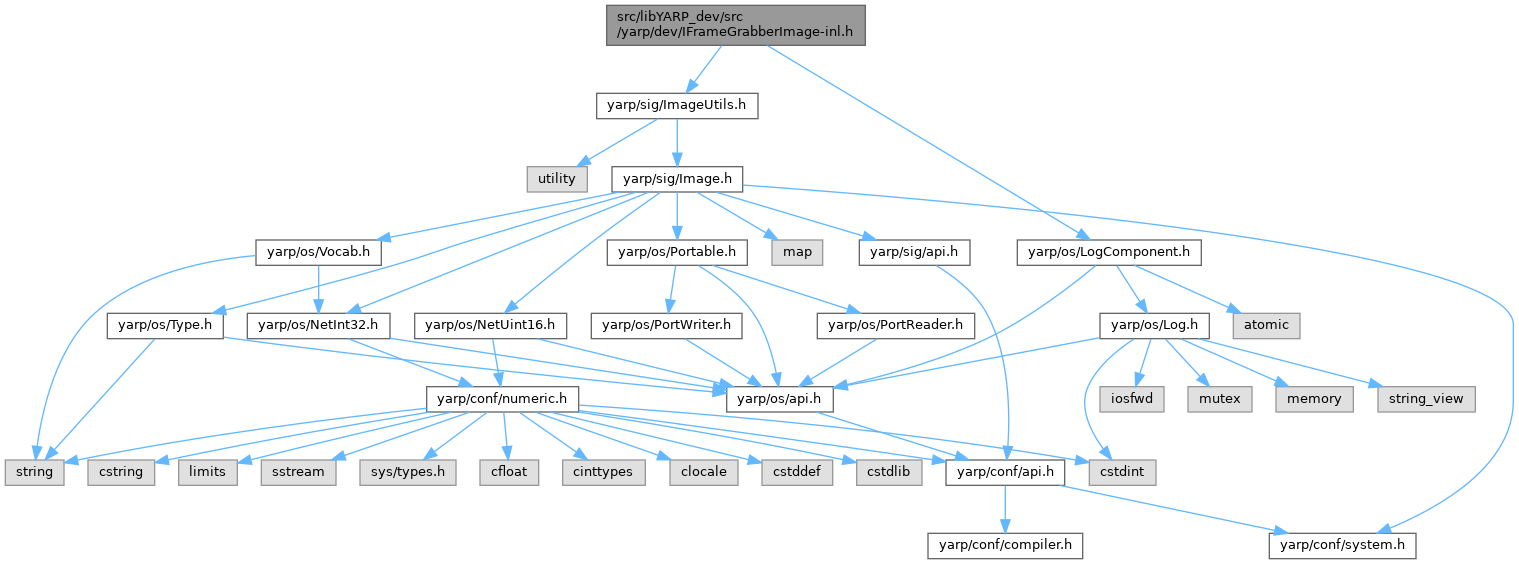 src/libYARP_dev/src
/yarp/dev/IFrameGrabberImage-inl.h
yarp/sig/ImageUtils.h
utility
yarp/sig/Image.h
yarp/os/Vocab.h
yarp/os/Portable.h
map
yarp/sig/api.h
yarp/os/LogComponent.h
yarp/os/Type.h
yarp/os/NetInt32.h
yarp/os/NetUint16.h
yarp/os/PortWriter.h
yarp/os/PortReader.h
yarp/os/Log.h
atomic
yarp/conf/numeric.h
yarp/os/api.h
iosfwd
mutex
memory
string_view
string
cstring
limits
sstream
sys/types.h
cfloat
cinttypes
clocale
cstddef
cstdlib
yarp/conf/api.h
cstdint
yarp/conf/compiler.h
yarp/conf/system.h